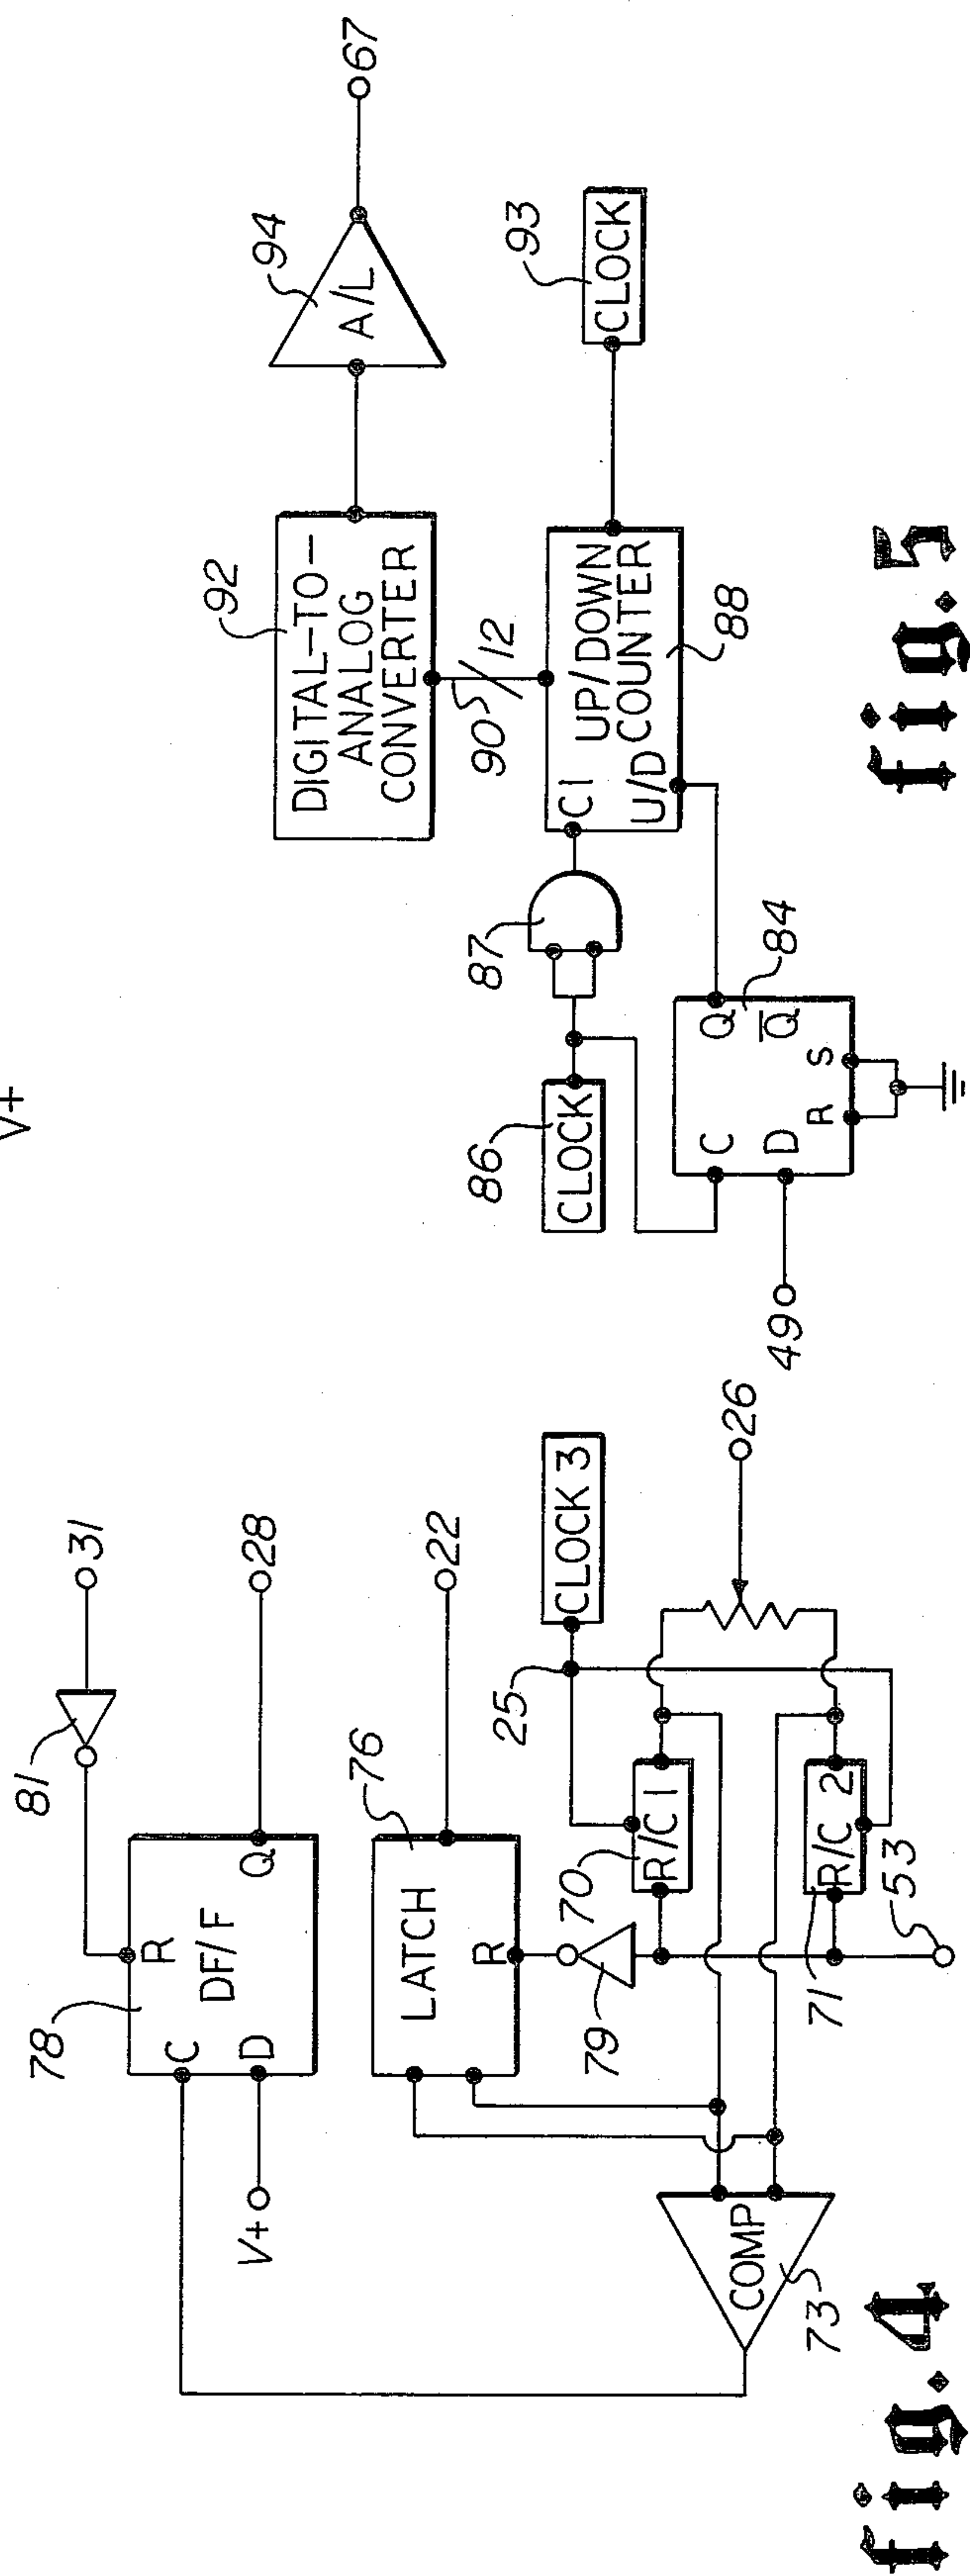 V+
81
31
78
R
DF/F
C
D
Q
28
V+
76
22
LATCH
R
25
CLOCK 3
79
70
R/C 1
26
71
R/C 2
53
COMP
73
fig.4
92
DIGITAL-TO-
ANALOG
CONVERTER
94
A/L
67
90
12
87
CI
UP/DOWN
COUNTER
U/D
88
93
CLOCK
86
CLOCK
C
Q
D
Q̅
R
S
84
49
fig.5